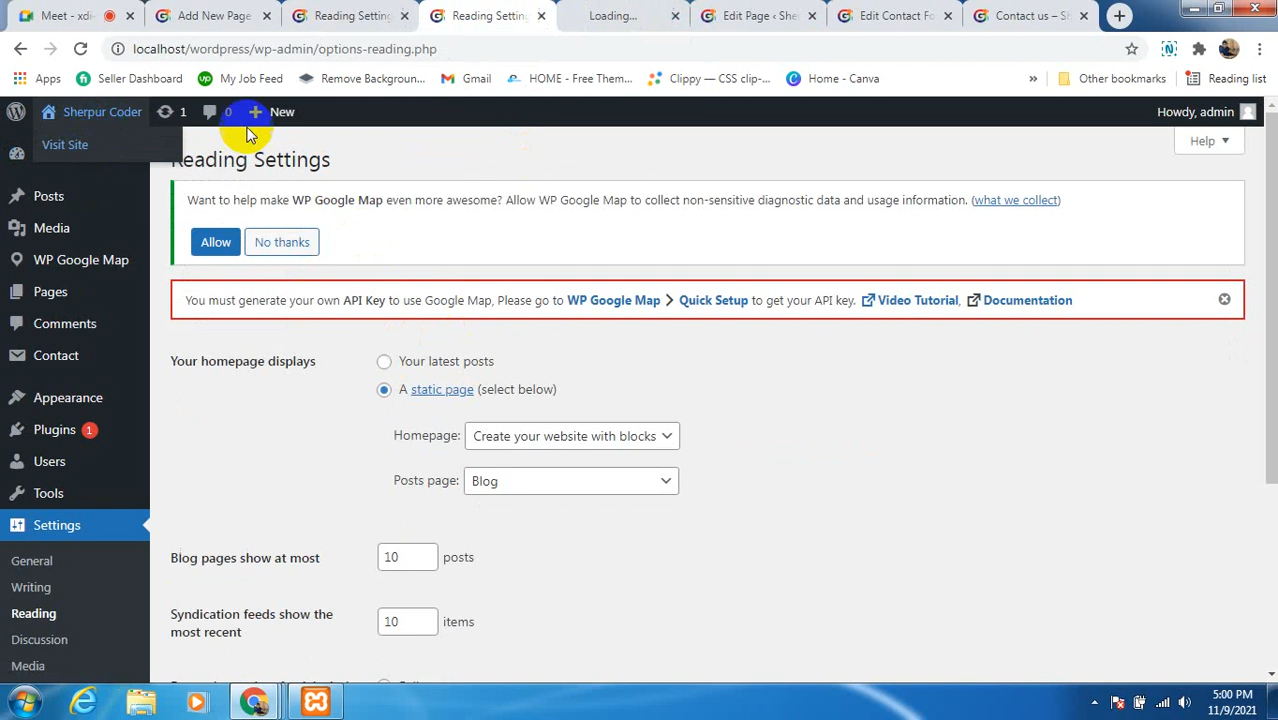 Meet - xdi
Add New Page
Reading Settin
Reading Settin
Loading...
Edit Page ‹ She
Edit Contact Fo
Contact us – Sh
localhost/wordpress/wp-admin/options-reading.php
Apps
Seller Dashboard
My Job Feed
Remove Backgroun...
Gmail
HOME - Free Them...
Clippy — CSS clip-...
Home - Canva
»
Other bookmarks
Reading list
Sherpur Coder
1
0
New
Howdy, admin
Visit Site
Help
Reading Settings
Want to help make WP Google Map even more awesome? Allow WP Google Map to collect non-sensitive diagnostic data and usage information. (what we collect)
Allow
No thanks
You must generate your own API Key to use Google Map, Please go to WP Google Map > Quick Setup to get your API key. Video Tutorial, Documentation
Posts
Media
WP Google Map
Pages
Comments
Contact
Appearance
Plugins 1
Users
Tools
Settings
General
Writing
Reading
Discussion
Media
Your homepage displays
Your latest posts
A static page (select below)
Homepage: Create your website with blocks
Posts page: Blog
Blog pages show at most
10 posts
Syndication feeds show the most recent
10 items
5:00 PM
11/9/2021